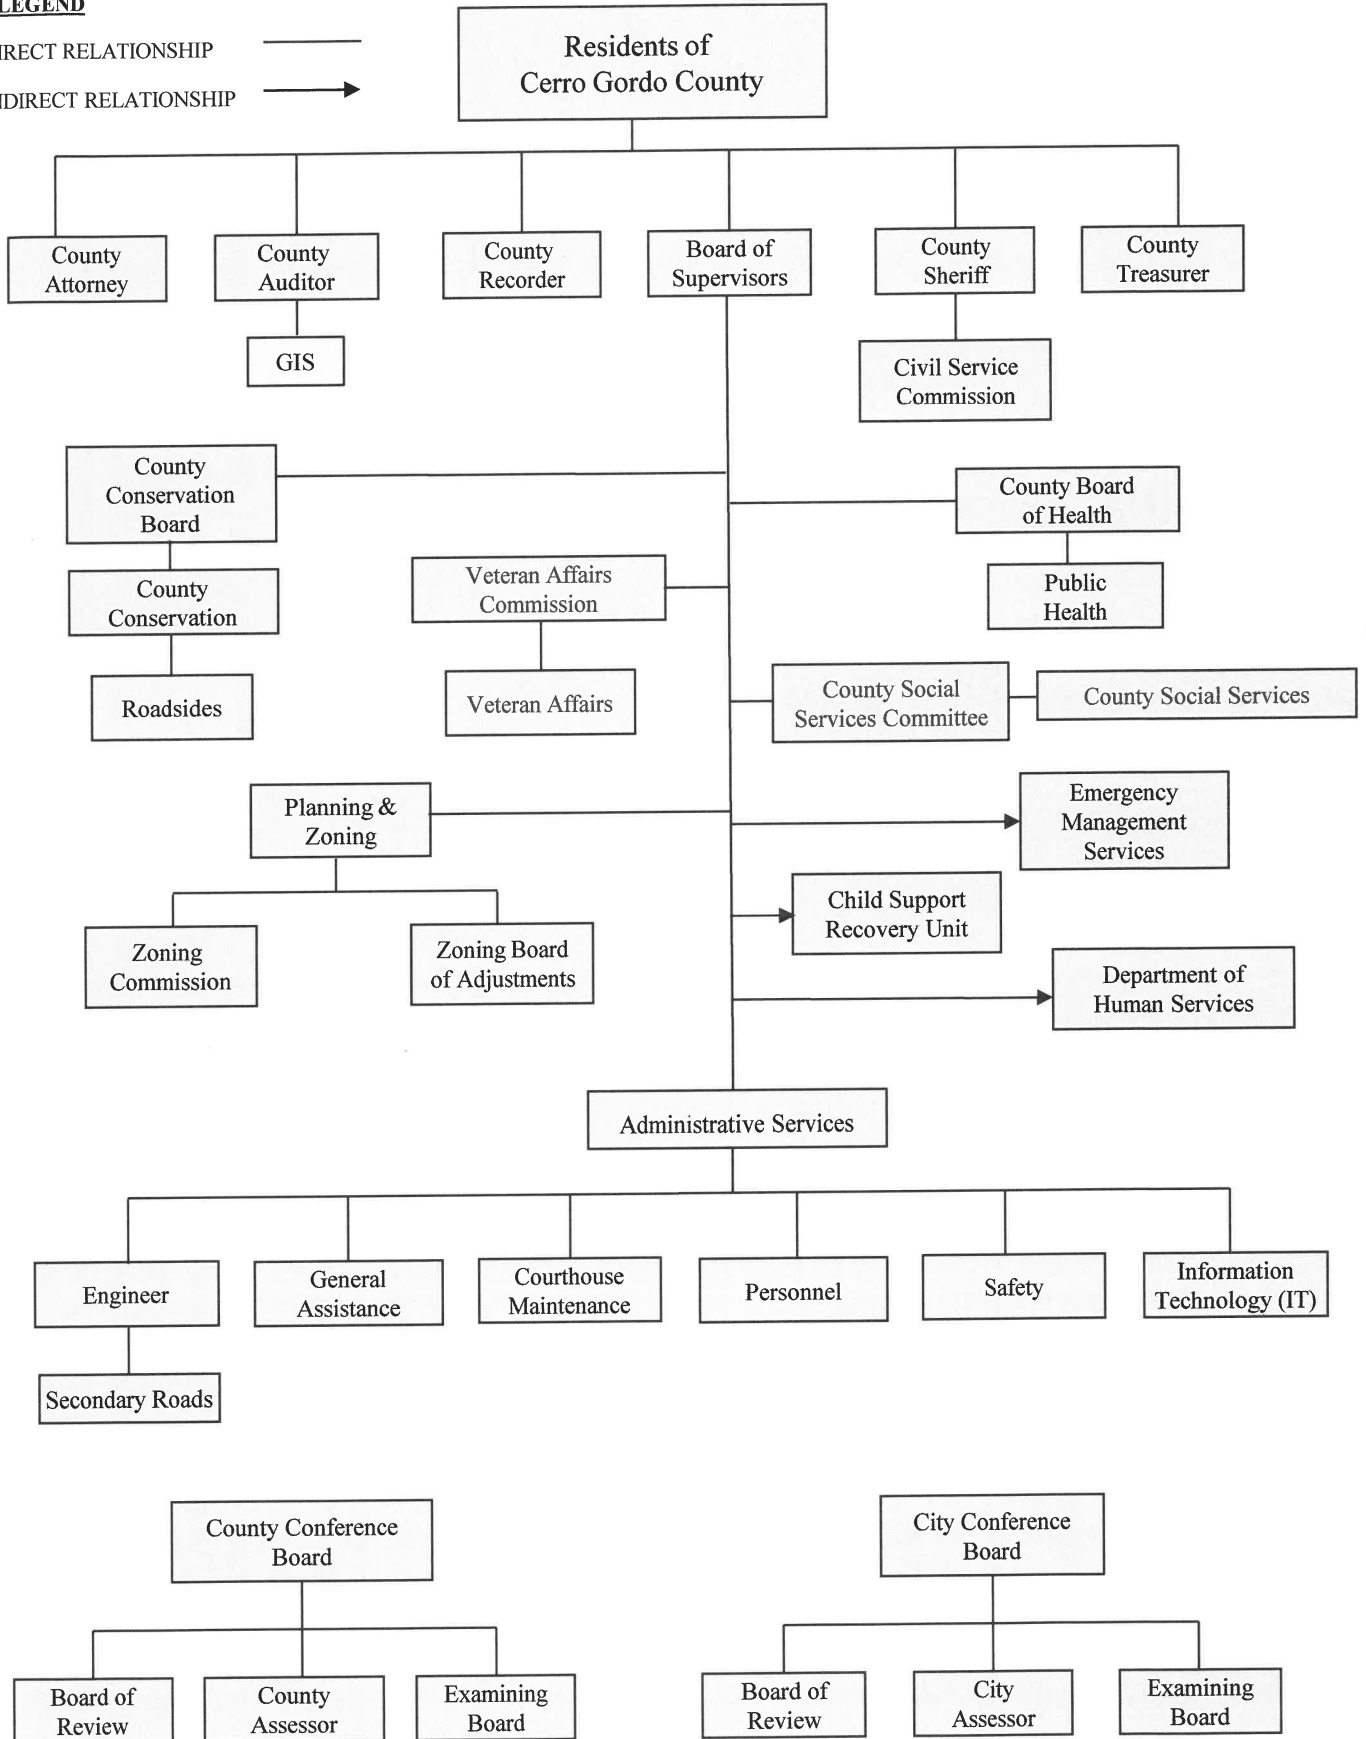 LEGEND
IRECT RELATIONSHIP
NDIRECT RELATIONSHIP
Residents of
Cerro Gordo County
County
Attorney
County
Auditor
County
Recorder
Board of
Supervisors
County
Sheriff
County
Treasurer
GIS
Civil Service
Commission
County
Conservation
Board
County Board
of Health
County
Conservation
Veteran Affairs
Commission
Public
Health
Roadsides
Veteran Affairs
County Social
Services Committee
County Social Services
Planning &
Zoning
Emergency
Management
Services
Child Support
Recovery Unit
Zoning
Commission
Zoning Board
of Adjustments
Department of
Human Services
Administrative Services
Engineer
General
Assistance
Courthouse
Maintenance
Personnel
Safety
Information
Technology (IT)
Secondary Roads
County Conference
Board
City Conference
Board
Board of
Review
County
Assessor
Examining
Board
Board of
Review
City
Assessor
Examining
Board